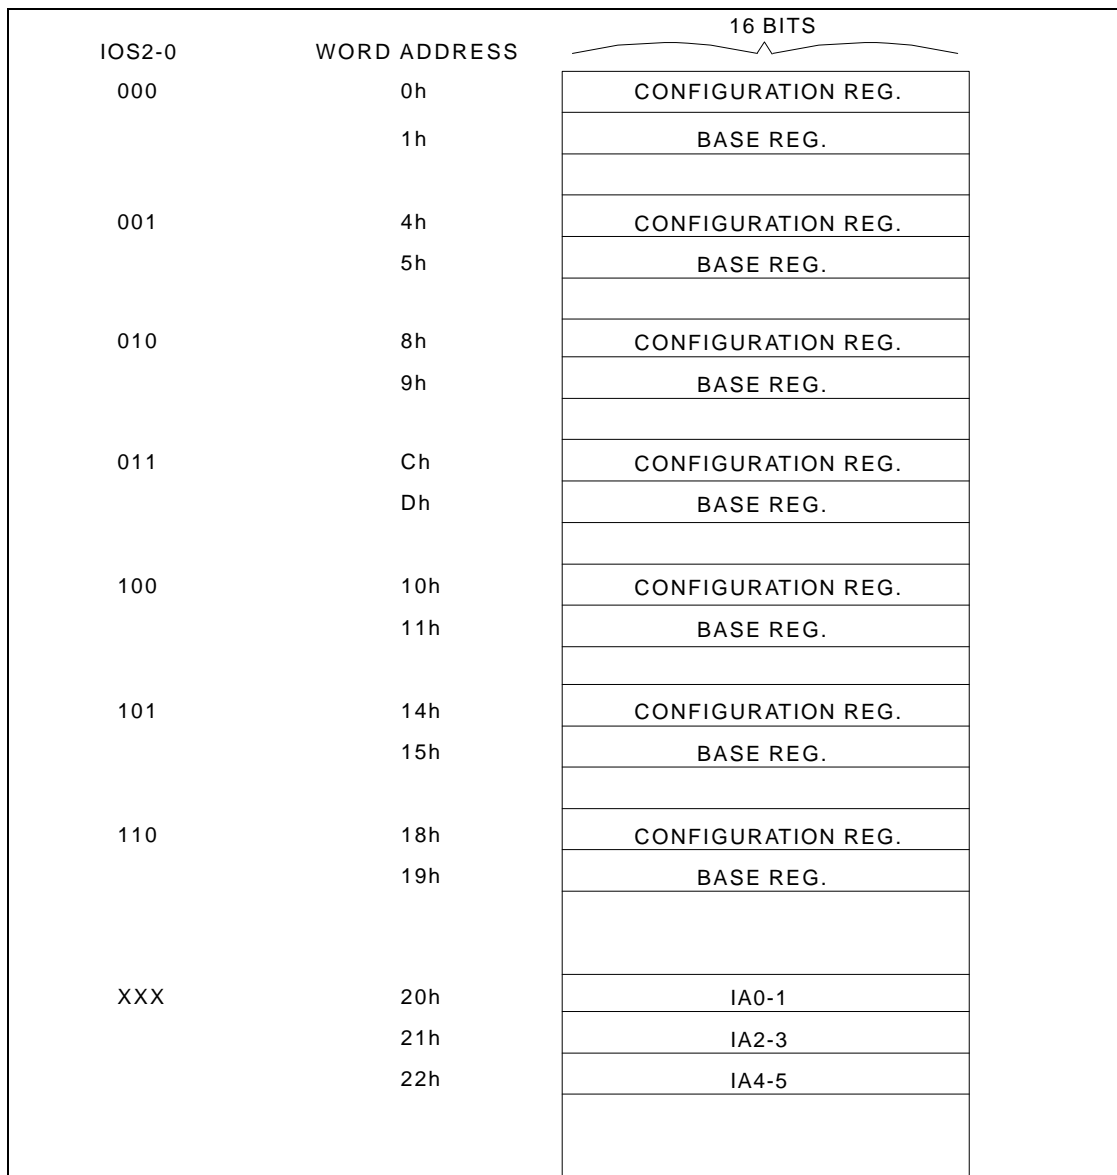 16 BITS
IOS2-0 WORD ADDRESS
000 0h CONFIGURATION REG.
1h BASE REG.
001 4h CONFIGURATION REG.
5h BASE REG.
010 8h CONFIGURATION REG.
9h BASE REG.
011 Ch CONFIGURATION REG.
Dh BASE REG.
100 10h CONFIGURATION REG.
11h BASE REG.
101 14h CONFIGURATION REG.
15h BASE REG.
110 18h CONFIGURATION REG.
19h BASE REG.
XXX 20h IA0-1
21h IA2-3
22h IA4-5